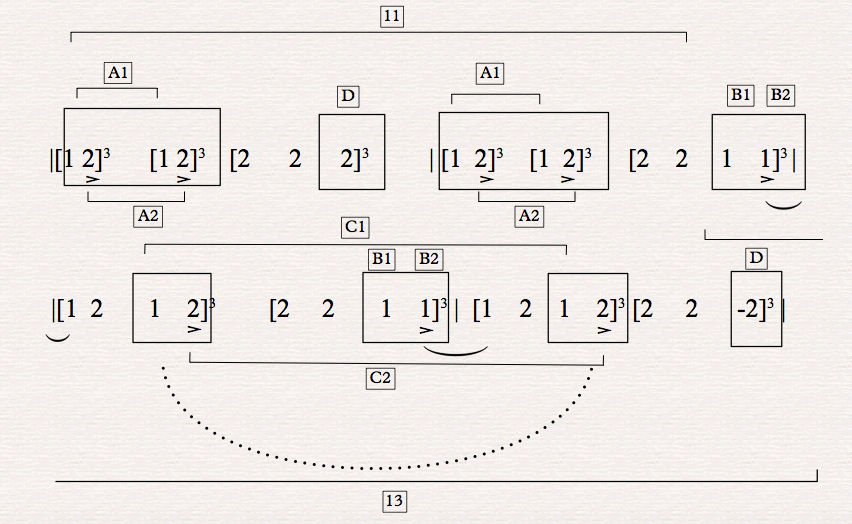 11
A1 A1
D B1 B2
|[1 2]³ [1 2]³ [2 2 2]³ |[1 2]³ [1 2]³ [2 2 1 1]³|
> > > > >
A2 A2
C1
B1 B2 D
|[1 2 1 2]³ [2 2 1 1]³| [1 2 1 2]³ [2 2 -2]³|
> > >
C2
13